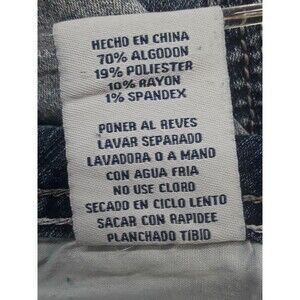 HECHO EN CHINA
70% ALGODON
19% POLIESTER
10% RAYON
1% SPANDEX
PONER AL REVES
LAVAR SEPARADO
LAVADORA O A MANO
CON AGUA FRIA
NO USE CLORO
SECADO EN CICLO LENTO
SACAR CON RAPIDEE
PLANCHADO TIBIO